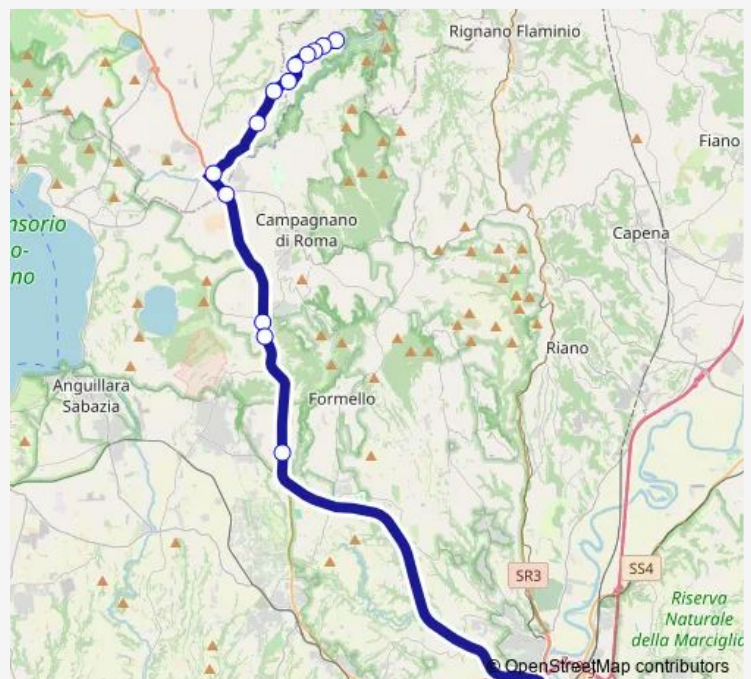 Rignano Flaminio
Fiano
nsorio
o-
no
Campagnano
di Roma
Capena
Riano
Anguillara
Sabazia
Formello
SR3
SS4
Riserva
Naturale
della Marciglia
© OpenStreetMap contributors